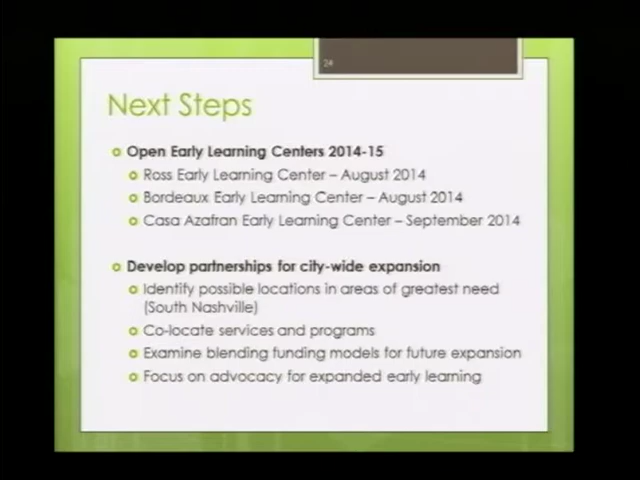 24
Next Steps
Open Early Learning Centers 2014-15
Ross Early Learning Center – August 2014
Bordeaux Early Learning Center – August 2014
Casa Azafran Early Learning Center – September 2014
Develop partnerships for city-wide expansion
Identify possible locations in areas of greatest need
(South Nashville)
Co-locate services and programs
Examine blending funding models for future expansion
Focus on advocacy for expanded early learning